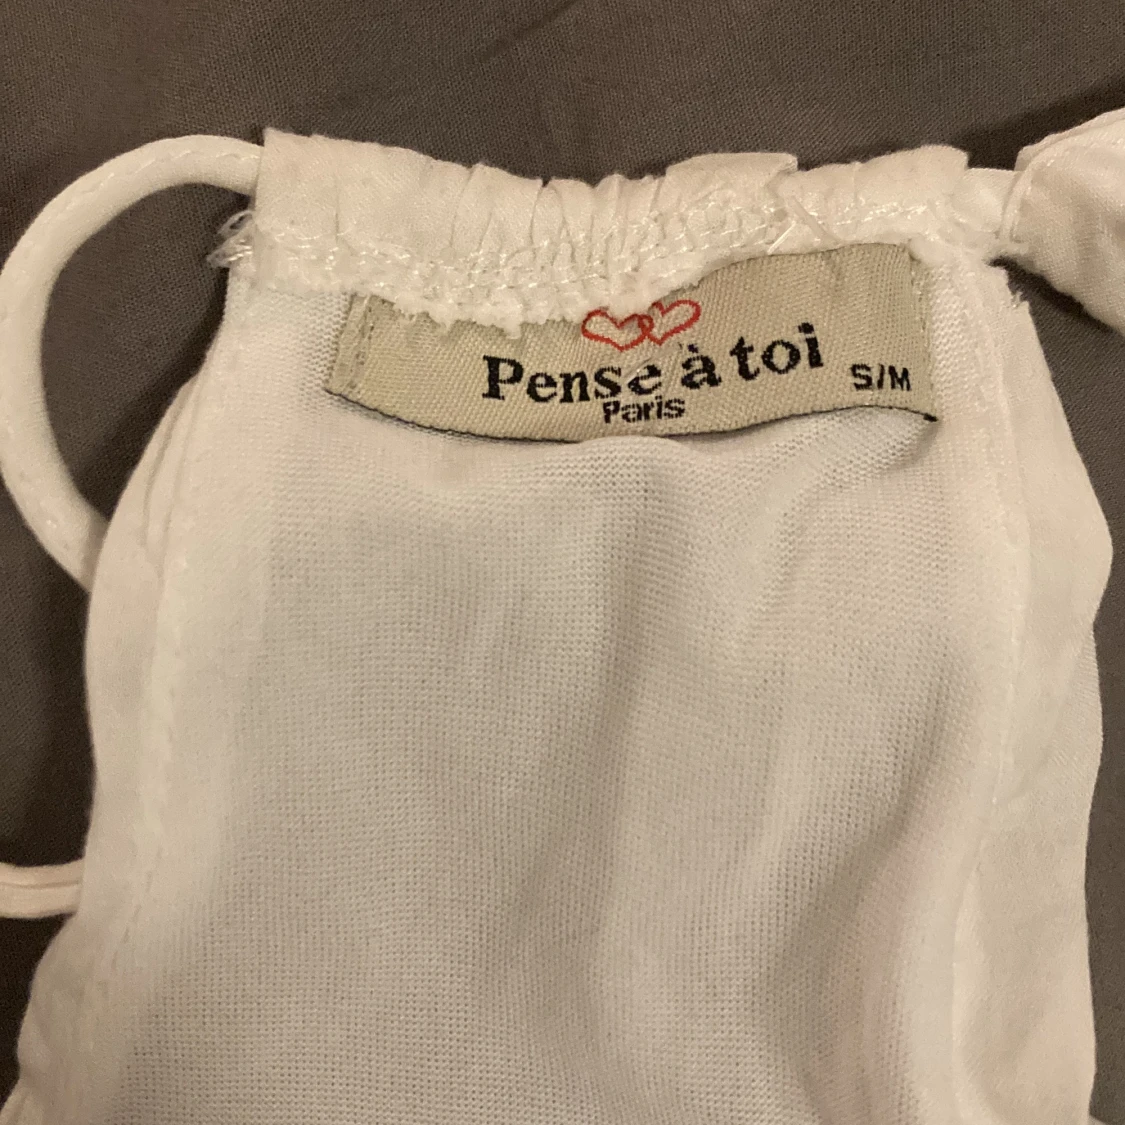 Pense à toi
Paris
S/M